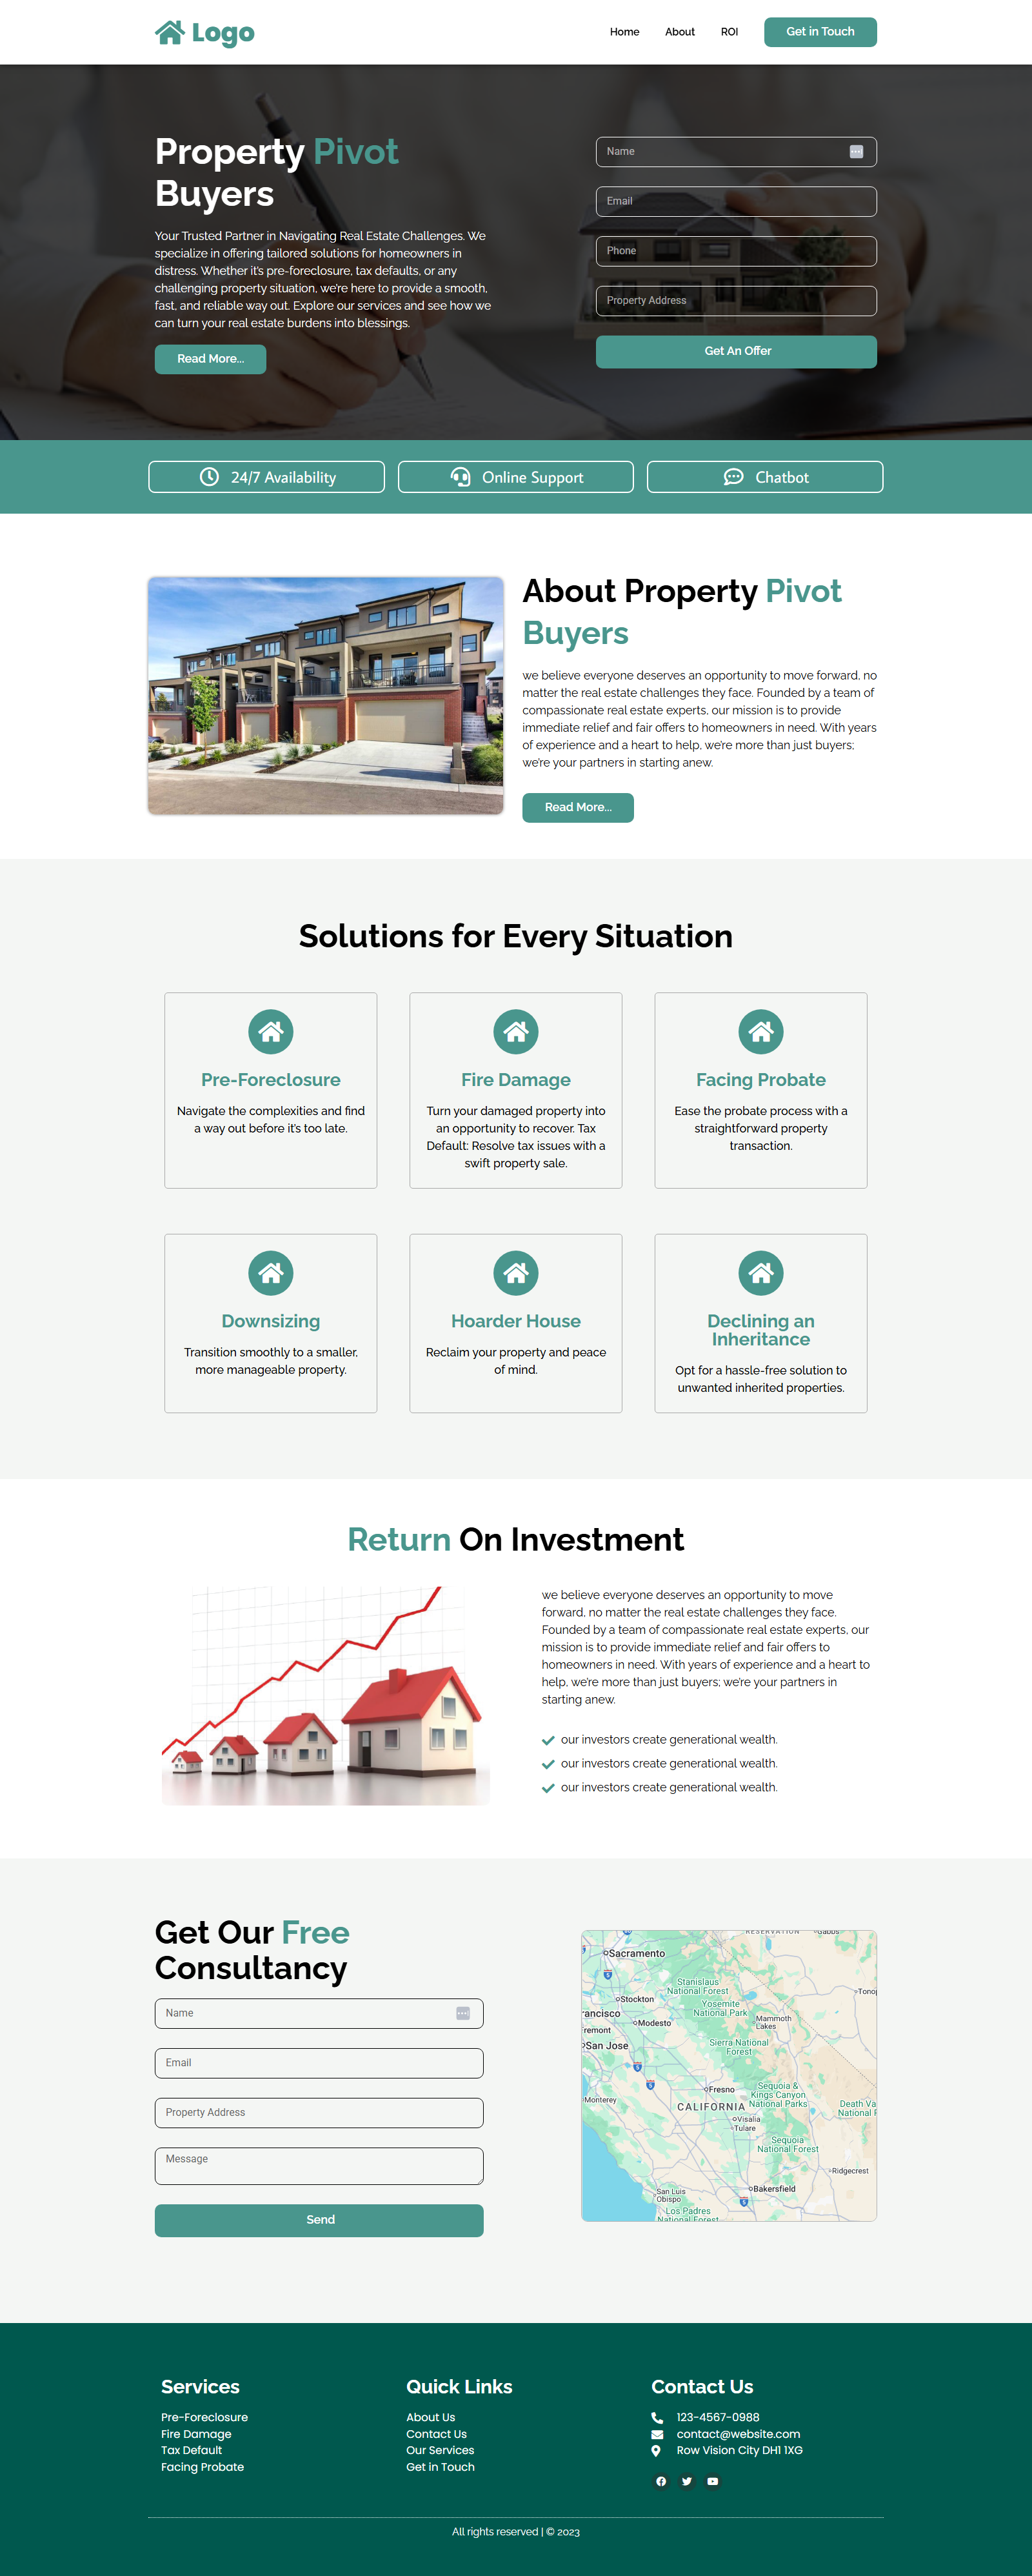 Logo
Home
About
ROI
Get in Touch
Property Pivot
Buyers
Your Trusted Partner in Navigating Real Estate Challenges. We
specialize in offering tailored solutions for homeowners in
distress. Whether it's pre-foreclosure, tax defaults, or any
challenging property situation, we're here to provide a smooth,
fast, and reliable way out. Explore our services and see how we
can turn your real estate burdens into blessings.
Read More...
Name
Email
Phone
Property Address
Get An Offer
24/7 Availability
Online Support
Chatbot
About Property Pivot
Buyers
we believe everyone deserves an opportunity to move forward, no
matter the real estate challenges they face. Founded by a team of
compassionate real estate experts, our mission is to provide
immediate relief and fair offers to homeowners in need. With years
of experience and a heart to help, we're more than just buyers;
we're your partners in starting anew.
Read More...
Solutions for Every Situation
Pre-Foreclosure
Navigate the complexities and find
a way out before it's too late.
Fire Damage
Turn your damaged property into
an opportunity to recover. Tax
Default: Resolve tax issues with a
swift property sale.
Facing Probate
Ease the probate process with a
straightforward property
transaction.
Downsizing
Transition smoothly to a smaller,
more manageable property.
Hoarder House
Reclaim your property and peace
of mind.
Declining an
Inheritance
Opt for a hassle-free solution to
unwanted inherited properties.
Return On Investment
we believe everyone deserves an opportunity to move
forward, no matter the real estate challenges they face.
Founded by a team of compassionate real estate experts, our
mission is to provide immediate relief and fair offers to
homeowners in need. With years of experience and a heart to
help, we're more than just buyers; we're your partners in
starting anew.
our investors create generational wealth.
our investors create generational wealth.
our investors create generational wealth.
Get Our Free
Consultancy
Name
Email
Property Address
Message
Send
RESERVATION
Gabbs
Sacramento
5
Stanislaus
National Forest
Stockton
Tonop
Yosemite
National Park
rancisco
Modesto
Mammoth
Lakes
remont
San Jose
Sierra National
Forest
5
5
Fresno
Sequoia &
Kings Canyon
National Parks
Monterey
CALIFORNIA
Death Va
National P
Visalia
Tulare
Sequoia
National Forest
Ridgecrest
San Luis
Obispo
Bakersfield
5
Los Padres
National Forest
Services
Pre-Foreclosure
Fire Damage
Tax Default
Facing Probate
Quick Links
About Us
Contact Us
Our Services
Get in Touch
Contact Us
123-4567-0988
contact@website.com
Row Vision City DH1 1XG
All rights reserved | © 2023